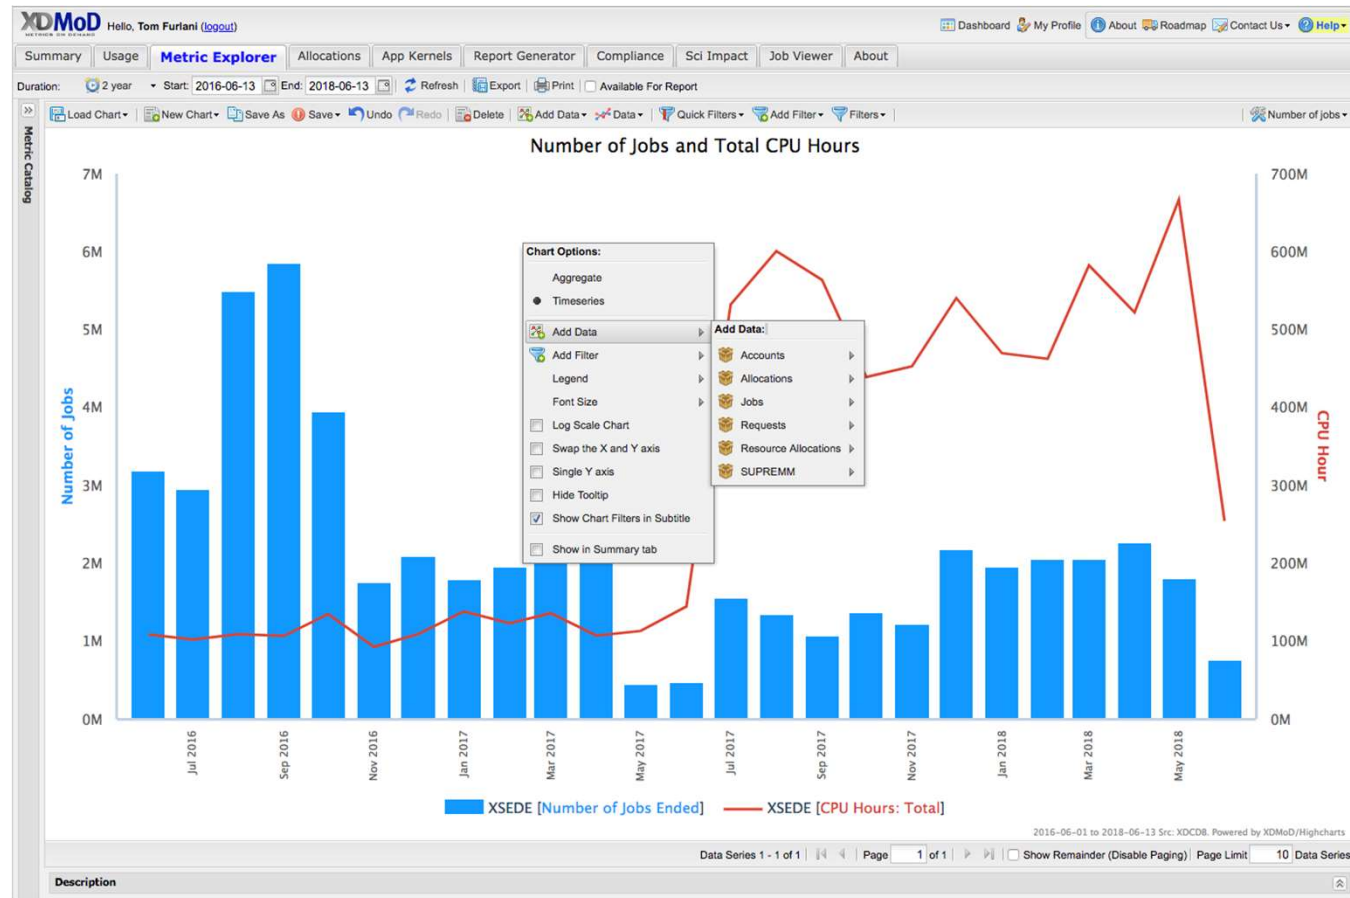 XDMoD Hello, Tom Furlani (logout) Dashboard My Profile About Roadmap Contact Us Help
METRICS ON DEMAND
Summary Usage Metric Explorer Allocations App Kernels Report Generator Compliance Sci Impact Job Viewer About
Duration: 2 year Start: 2016-06-13 End: 2018-06-13 Refresh Export Print Available For Report
Load Chart New Chart Save As Save Undo Redo Delete Add Data Data Quick Filters Add Filter Filters Number of jobs
Metric Catalog
Number of Jobs and Total CPU Hours
7M
6M
5M
4M
3M
2M
1M
0M
Number of Jobs
Chart Options:
Aggregate
Timeseries
Add Data
Add Filter
Legend
Font Size
Log Scale Chart
Swap the X and Y axis
Single Y axis
Hide Tooltip
Show Chart Filters in Subtitle
Show in Summary tab
Add Data:
Accounts
Allocations
Jobs
Requests
Resource Allocations
SUPREMM
700M
600M
500M
400M
300M
200M
100M
0M
CPU Hour
Jul 2016
Sep 2016
Nov 2016
Jan 2017
Mar 2017
May 2017
Jul 2017
Sep 2017
Nov 2017
Jan 2018
Mar 2018
May 2018
XSEDE [Number of Jobs Ended] XSEDE [CPU Hours: Total]
2016-06-01 to 2018-06-13 Src: XDCDB. Powered by XDMoD/Highcharts
Data Series 1 - 1 of 1 Page 1 of 1 Show Remainder (Disable Paging) Page Limit 10 Data Series
Description